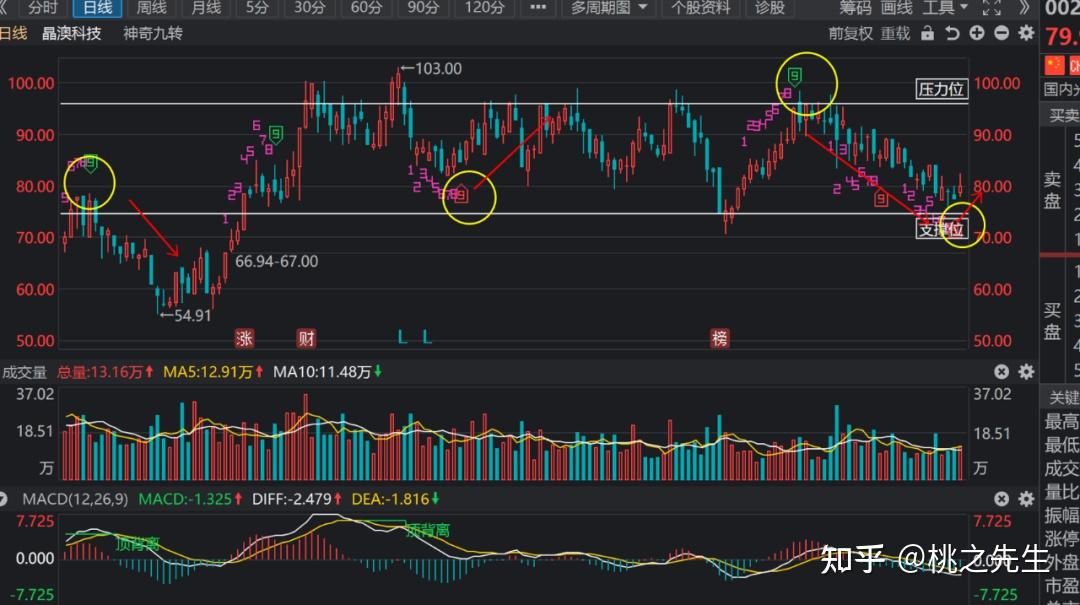 分时 日线 周线 月线 5分 30分 60分 90分 120分 ··· 多周期图 个股资料 诊股 筹码 画线 工具 002
日线 晶澳科技 神奇九转 前复权 重载 79.
国内光
买卖
←103.00
100.00 压力位 100.00
90.00 90.00
80.00 80.00
70.00 支撑位 70.00
66.94-67.00
60.00 60.00
←54.91
50.00 涨 财 L L 榜 50.00
卖盘
买盘
成交量 总量:13.16万↑ MA5:12.91万↑ MA10:11.48万↓
37.02 37.02
18.51 18.51
万 万
关键
最高
最低
成交
量比
振幅
涨停
外盘
市盈
MACD(12,26,9) MACD:-1.325↑ DIFF:-2.479↑ DEA:-1.816↓
7.725 7.725
顶背离 顶背离
0.000 0.000
-7.725 -7.725
知乎 @桃之先生